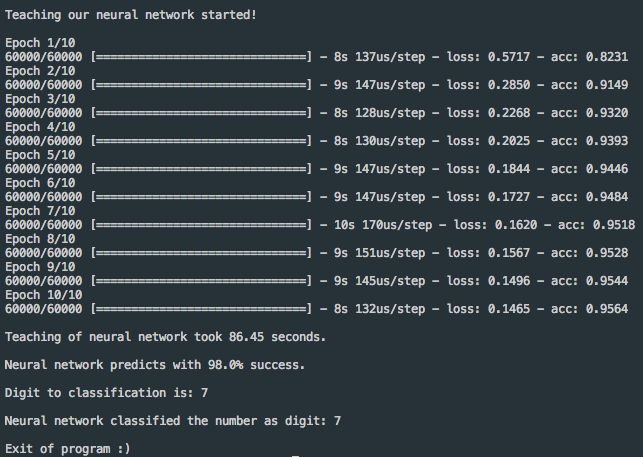 Teaching our neural network started!
Epoch 1/10
60000/60000 [==============================] - 8s 137us/step - loss: 0.5717 - acc: 0.8231
Epoch 2/10
60000/60000 [==============================] - 9s 147us/step - loss: 0.2850 - acc: 0.9149
Epoch 3/10
60000/60000 [==============================] - 8s 128us/step - loss: 0.2268 - acc: 0.9320
Epoch 4/10
60000/60000 [==============================] - 8s 130us/step - loss: 0.2025 - acc: 0.9393
Epoch 5/10
60000/60000 [==============================] - 9s 147us/step - loss: 0.1844 - acc: 0.9446
Epoch 6/10
60000/60000 [==============================] - 9s 147us/step - loss: 0.1727 - acc: 0.9484
Epoch 7/10
60000/60000 [==============================] - 10s 170us/step - loss: 0.1620 - acc: 0.9518
Epoch 8/10
60000/60000 [==============================] - 9s 151us/step - loss: 0.1567 - acc: 0.9528
Epoch 9/10
60000/60000 [==============================] - 9s 145us/step - loss: 0.1496 - acc: 0.9544
Epoch 10/10
60000/60000 [==============================] - 8s 132us/step - loss: 0.1465 - acc: 0.9564
Teaching of neural network took 86.45 seconds.
Neural network predicts with 98.0% success.
Digit to classification is: 7
Neural network classified the number as digit: 7
Exit of program :)